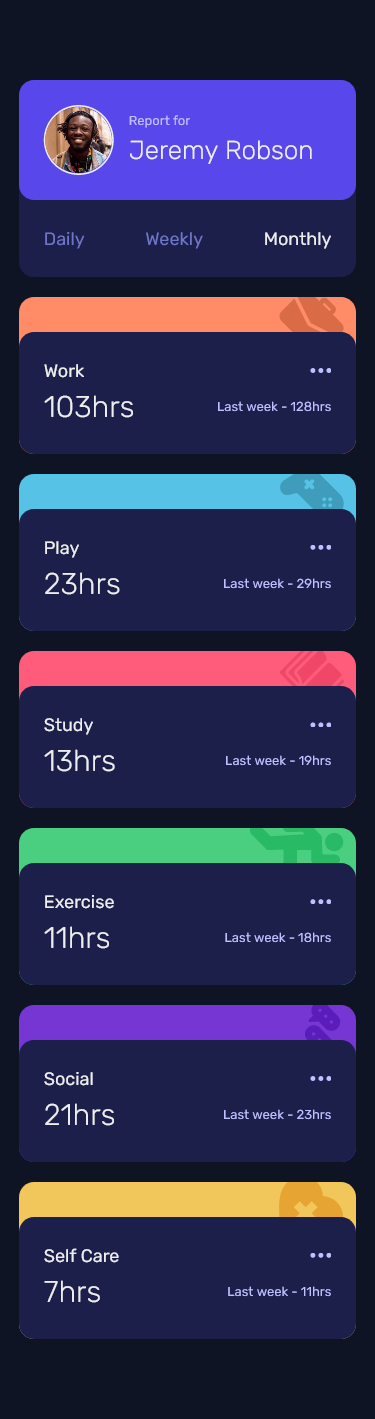 Report for
Jeremy Robson
Daily Weekly Monthly
Work
103hrs Last week - 128hrs
Play
23hrs Last week - 29hrs
Study
13hrs Last week - 19hrs
Exercise
11hrs Last week - 18hrs
Social
21hrs Last week - 23hrs
Self Care
7hrs Last week - 11hrs